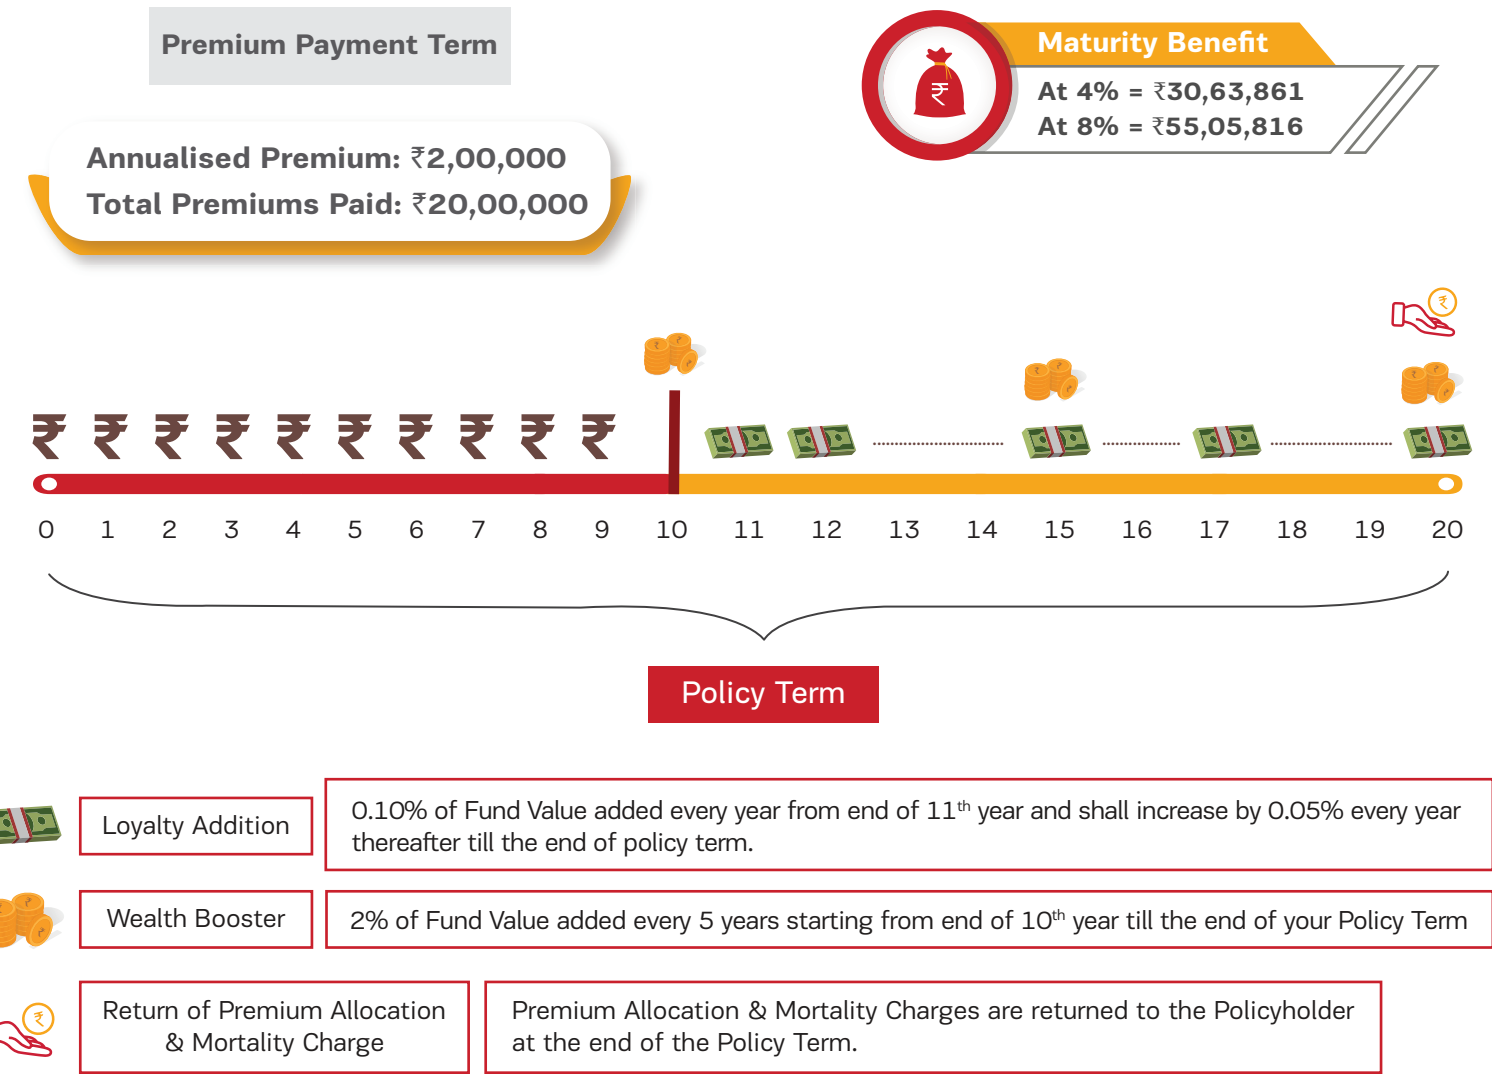 Premium Payment Term
Maturity Benefit
At 4% = ₹30,63,861
At 8% = ₹55,05,816
₹
Annualised Premium: ₹2,00,000
Total Premiums Paid: ₹20,00,000
₹ ₹ ₹ ₹ ₹ ₹ ₹ ₹ ₹ ₹
0 1 2 3 4 5 6 7 8 9 10 11 12 13 14 15 16 17 18 19 20
Policy Term
Loyalty Addition
0.10% of Fund Value added every year from end of 11th year and shall increase by 0.05% every year
thereafter till the end of policy term.
Wealth Booster
2% of Fund Value added every 5 years starting from end of 10th year till the end of your Policy Term
Return of Premium Allocation
& Mortality Charge
Premium Allocation & Mortality Charges are returned to the Policyholder
at the end of the Policy Term.